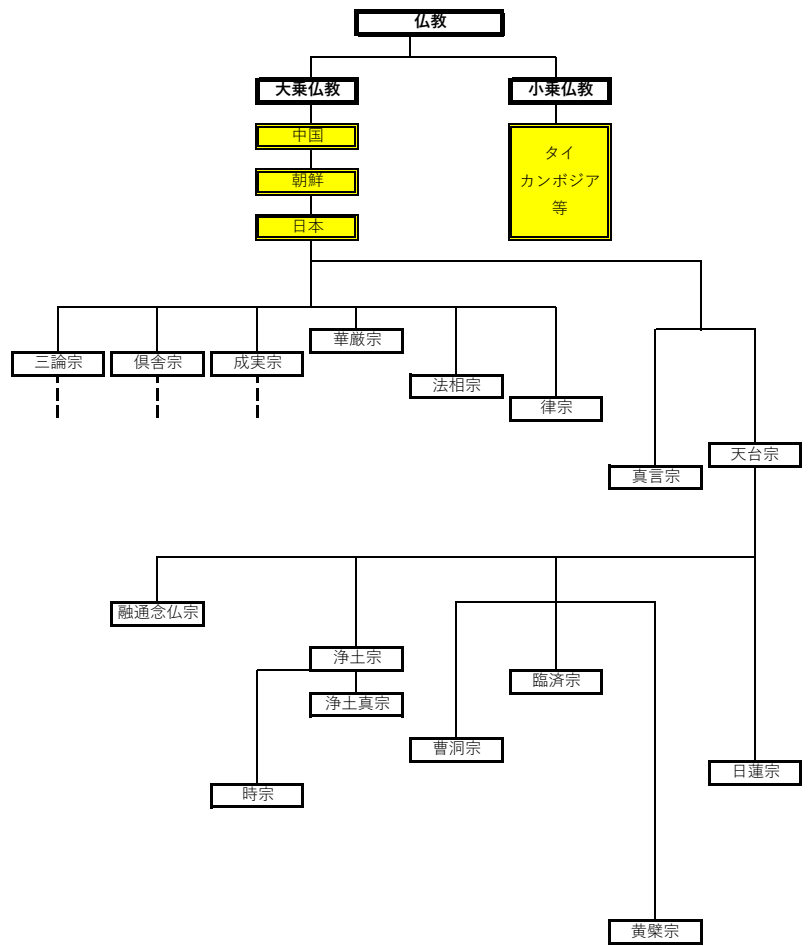 仏教
大乗仏教
小乗仏教
中国
朝鮮
日本
タイ
カンボジア
等
三論宗
倶舎宗
成実宗
華厳宗
法相宗
律宗
真言宗
天台宗
融通念仏宗
浄土宗
浄土真宗
時宗
曹洞宗
臨済宗
日蓮宗
黄檗宗